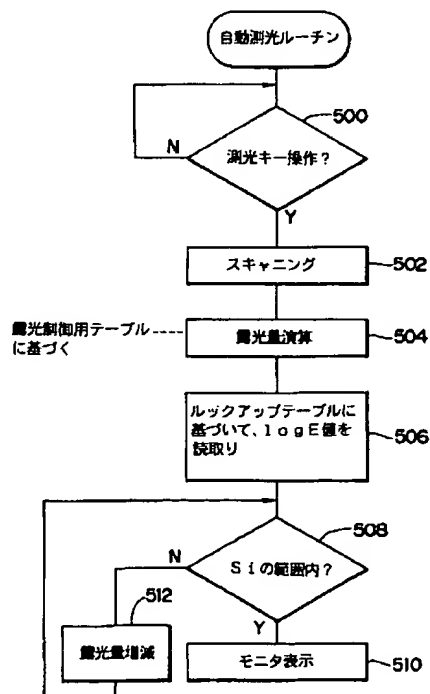 自動測光ルーチン
500
N
測光キー操作？
Y
スキャニング
502
露光制御用テーブル
に基づく
露光量演算
504
ルックアップテーブルに
基づいて、logE値を
読取り
506
508
N
Siの範囲内？
512
Y
露光量増減
モニタ表示
510